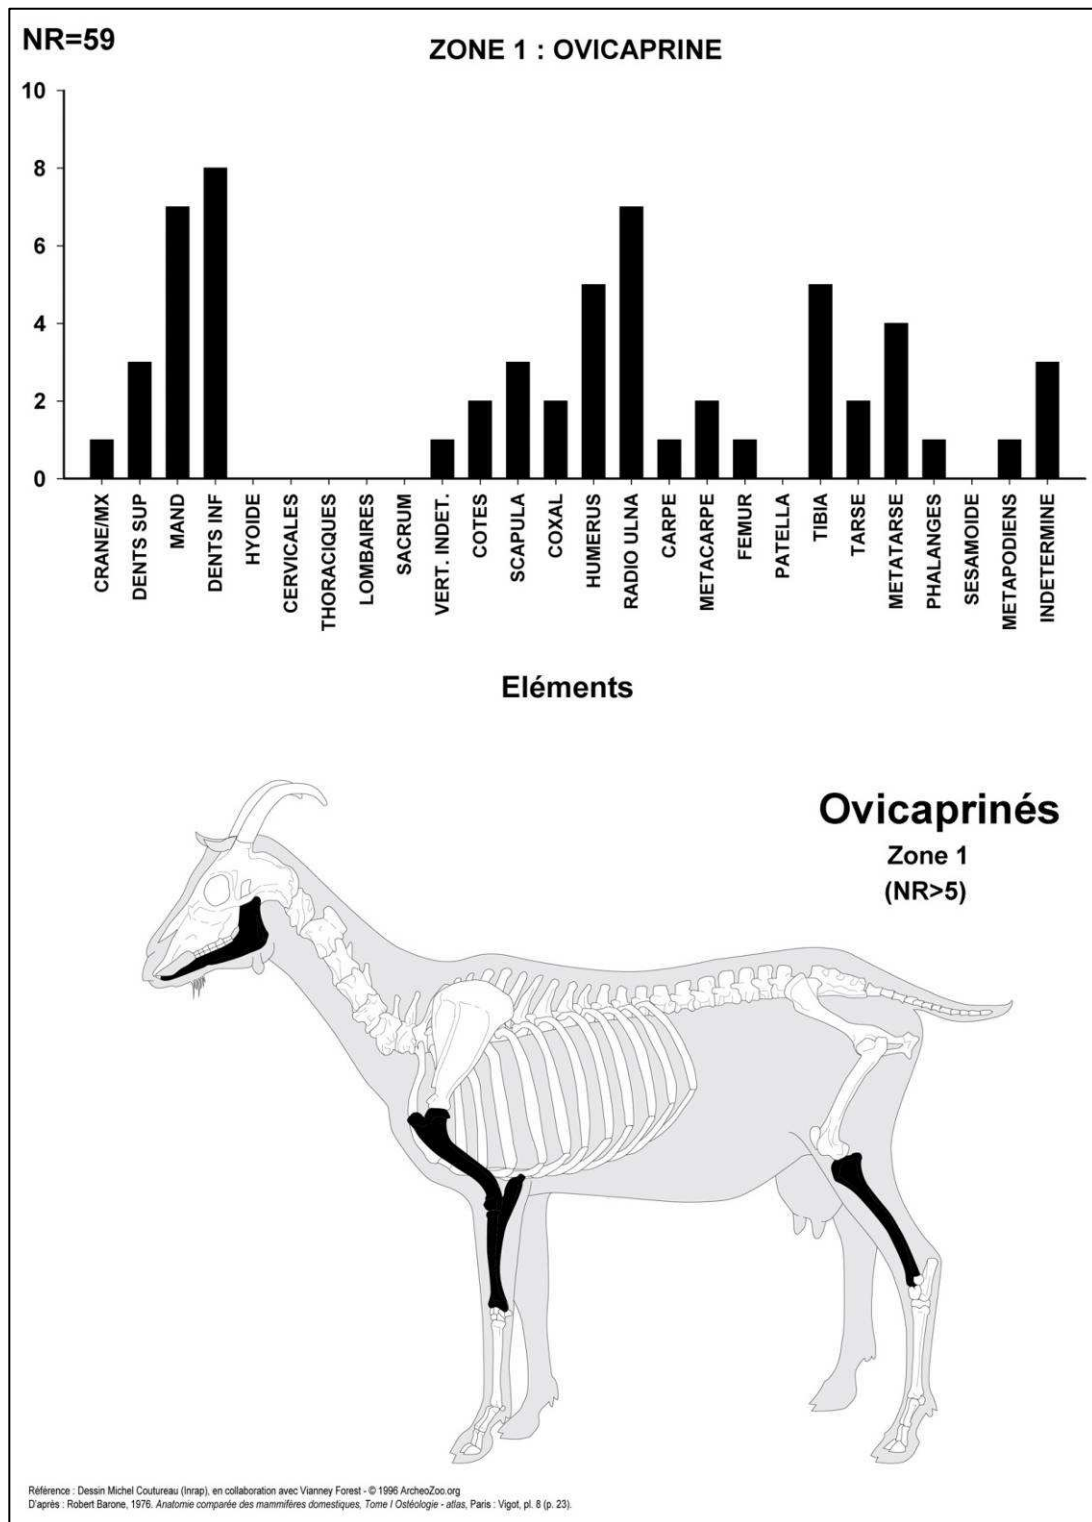 NR=59
ZONE 1 : OVICAPRINE
10
8
6
4
2
0
CRANE/MX
DENTS SUP
MAND
DENTS INF
HYOIDE
CERVICALES
THORACIQUES
LOMBAIRES
SACRUM
VERT. INDET.
COTES
SCAPULA
COXAL
HUMERUS
RADIO ULNA
CARPE
METACARPE
FEMUR
PATELLA
TIBIA
TARSE
METATARSE
PHALANGES
SESAMOIDE
METAPODIENS
INDETERMINE
Eléments
Ovicaprinés
Zone 1
(NR>5)
Référence : Dessin Michel Coutureau (Inrap), en collaboration avec Vianney Forest - © 1996 ArcheoZoo.org
D'après : Robert Barone, 1976. Anatomie comparée des mammifères domestiques, Tome I Ostéologie - atlas, Paris : Vigot, pl. 8 (p. 23).